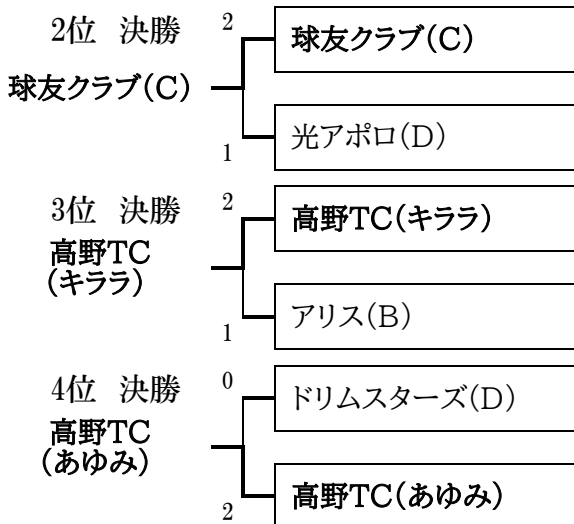 2位 決勝
2
球友クラブ(C)
球友クラブ(C)
光アポロ(D)
1
3位 決勝
2
高野TC(キララ)
高野TC
(キララ)
アリス(B)
1
4位 決勝
0
ドリムスターズ(D)
高野TC
(あゆみ)
高野TC(あゆみ)
2